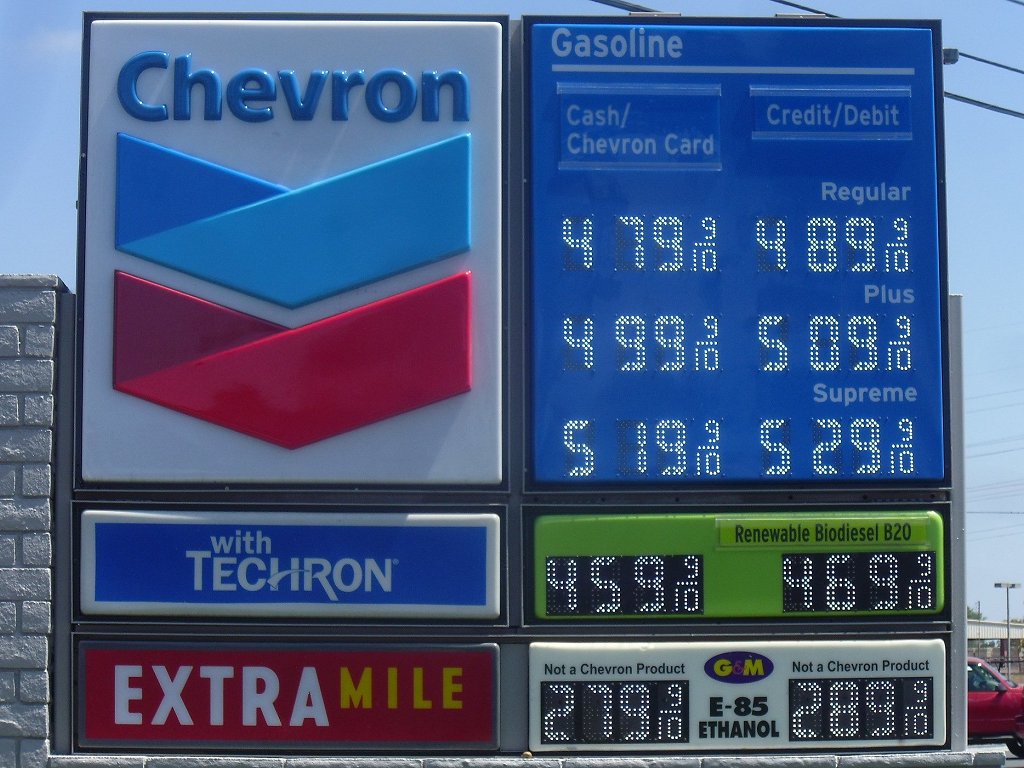 Chevron
with
TECHRON®
EXTRAMILE
Gasoline
Cash/
Chevron Card
Credit/Debit
Regular
4 79 9/10 4 89 9/10
Plus
4 99 9/10 5 09 9/10
Supreme
5 19 9/10 5 29 9/10
Renewable Biodiesel B20
4 59 9/10 4 69 9/10
Not a Chevron Product
2 79 9/10
G&M
E-85
ETHANOL
Not a Chevron Product
2 89 9/10